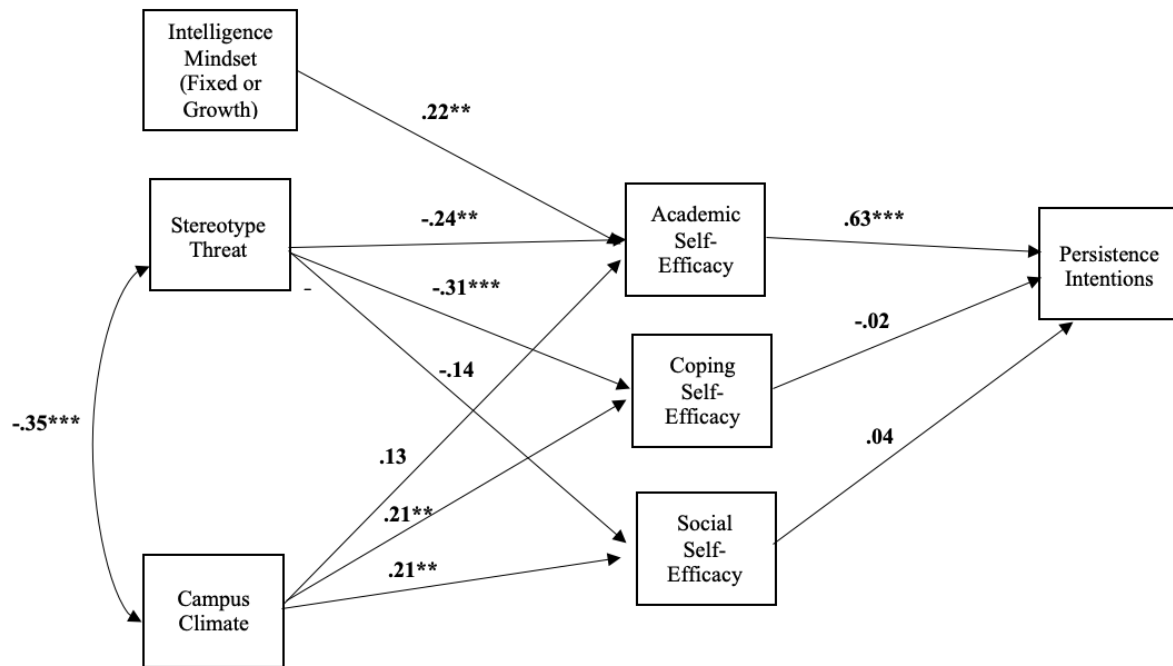 Intelligence
Mindset
(Fixed or
Growth)
.22**
Stereotype
Threat
-.24**
Academic
Self-
Efficacy
.63***
Persistence
Intentions
-.31***
-
-.02
Coping
Self-
Efficacy
-.14
-.35***
.04
.13
.21**
Social
Self-
Efficacy
.21**
Campus
Climate